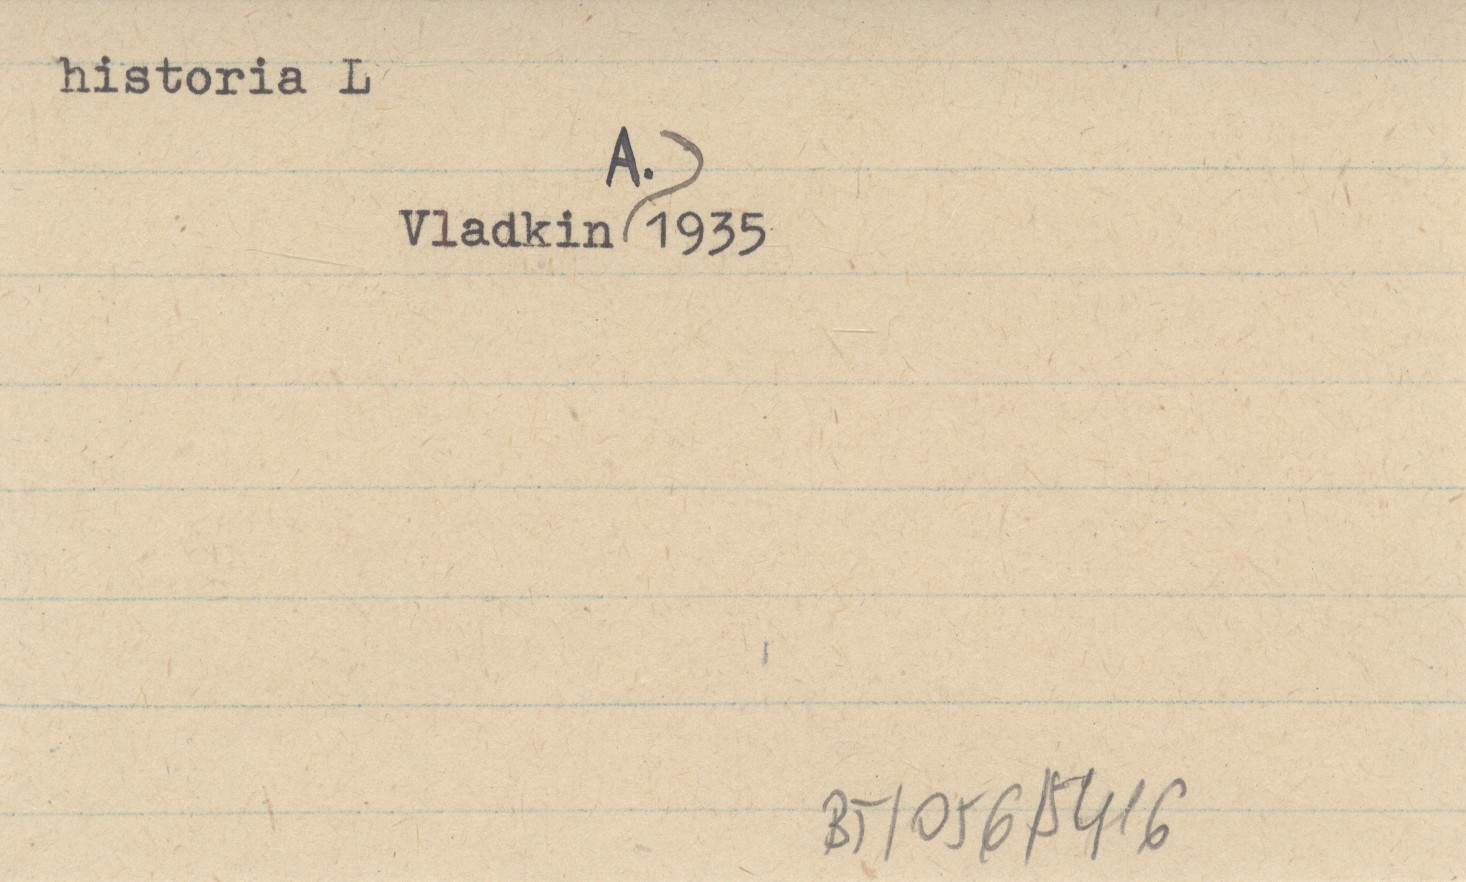 historia L
A.
Vladkin 1935
BT/056/5416